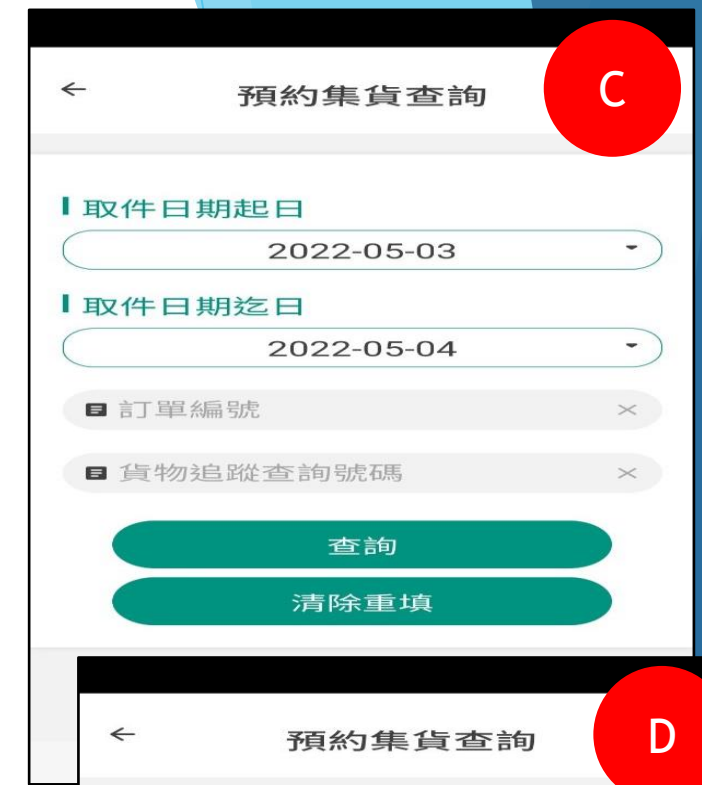 預約集貨查詢
C
取件日期起日
2022-05-03
取件日期迄日
2022-05-04
訂單編號
貨物追蹤查詢號碼
查詢
清除重填
預約集貨查詢
D